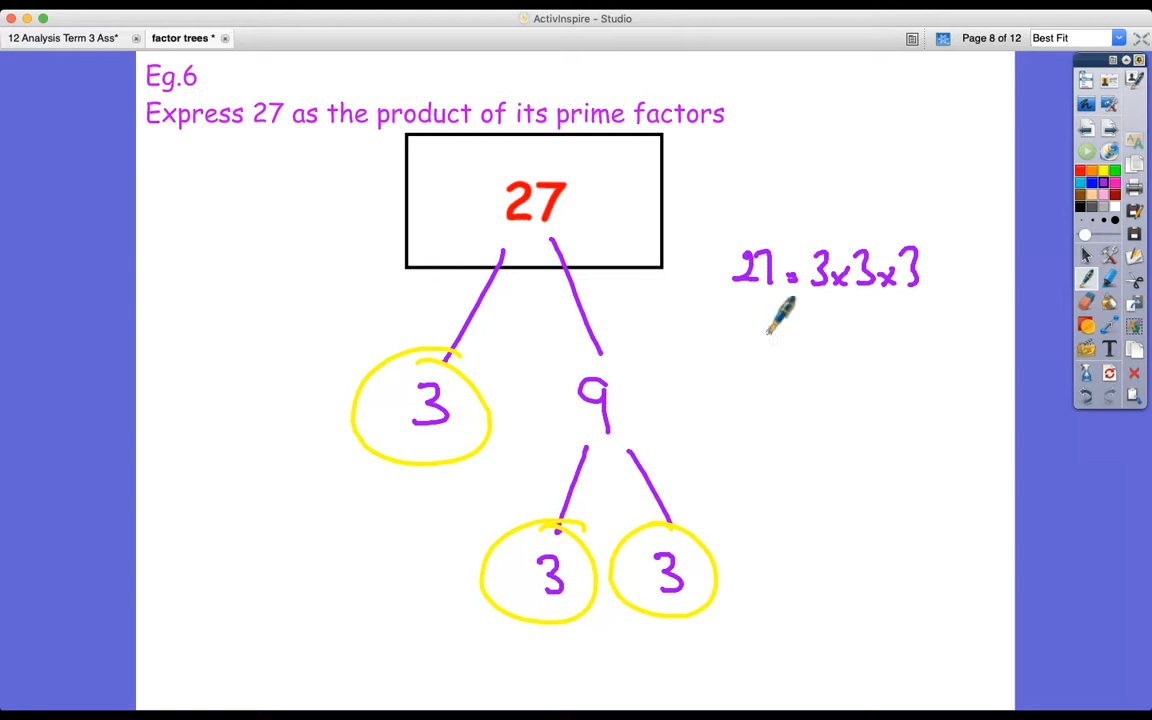 ActivInspire - Studio
12 Analysis Term 3 Ass*
factor trees *
Page 8 of 12
Best Fit
Eg.6
Express 27 as the product of its prime factors
27
27 = 3x3x3
3
9
3 3